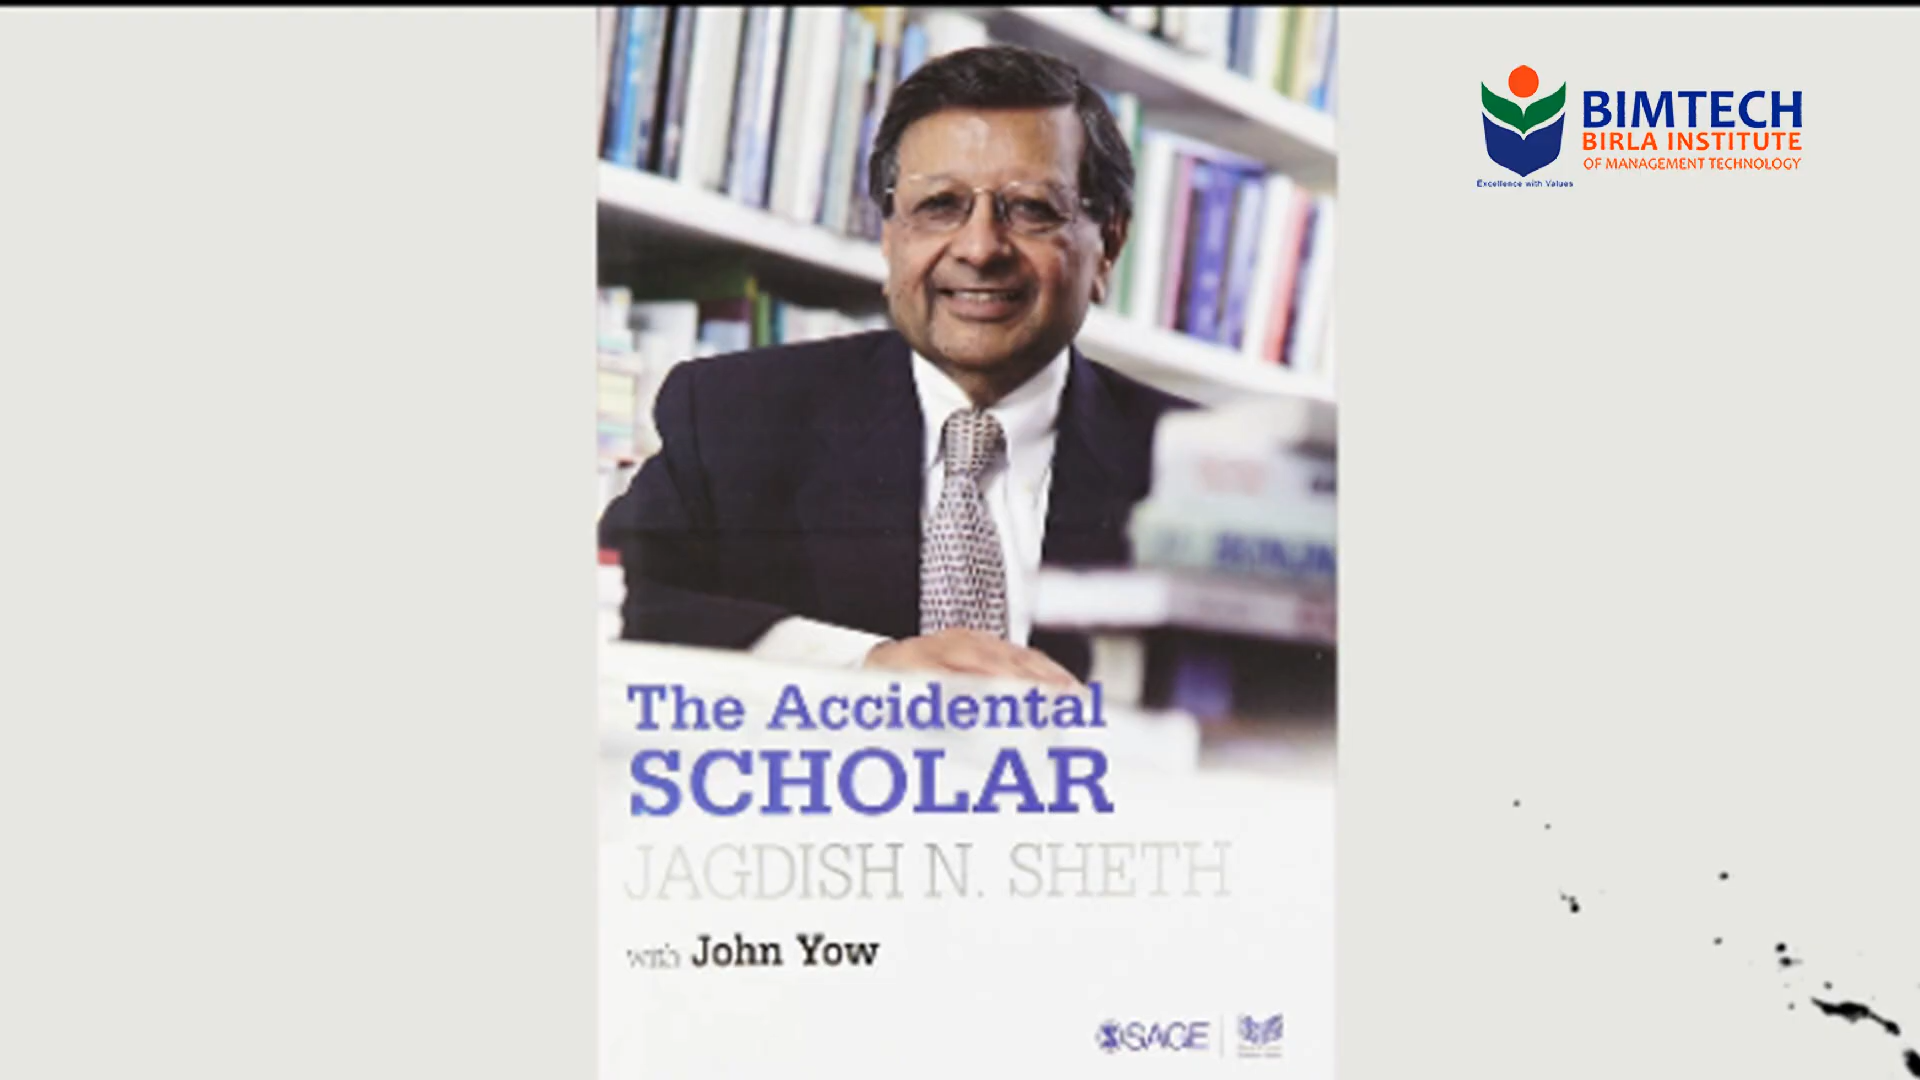 BIMTECH
BIRLA INSTITUTE
OF MANAGEMENT TECHNOLOGY
Excellence with Values
The Accidental
SCHOLAR
JAGDISH N. SHETH
with John Yow
SAGE